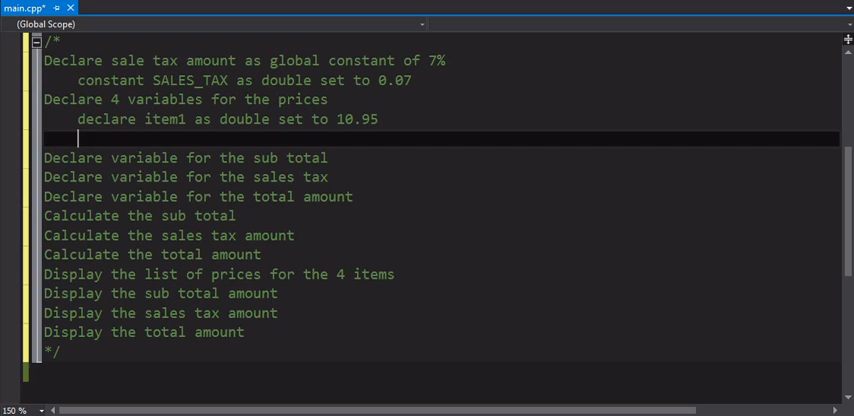 main.cpp*
(Global Scope)
/*
Declare sale tax amount as global constant of 7%
constant SALES_TAX as double set to 0.07
Declare 4 variables for the prices
declare item1 as double set to 10.95
Declare variable for the sub total
Declare variable for the sales tax
Declare variable for the total amount
Calculate the sub total
Calculate the sales tax amount
Calculate the total amount
Display the list of prices for the 4 items
Display the sub total amount
Display the sales tax amount
Display the total amount
*/
150 %